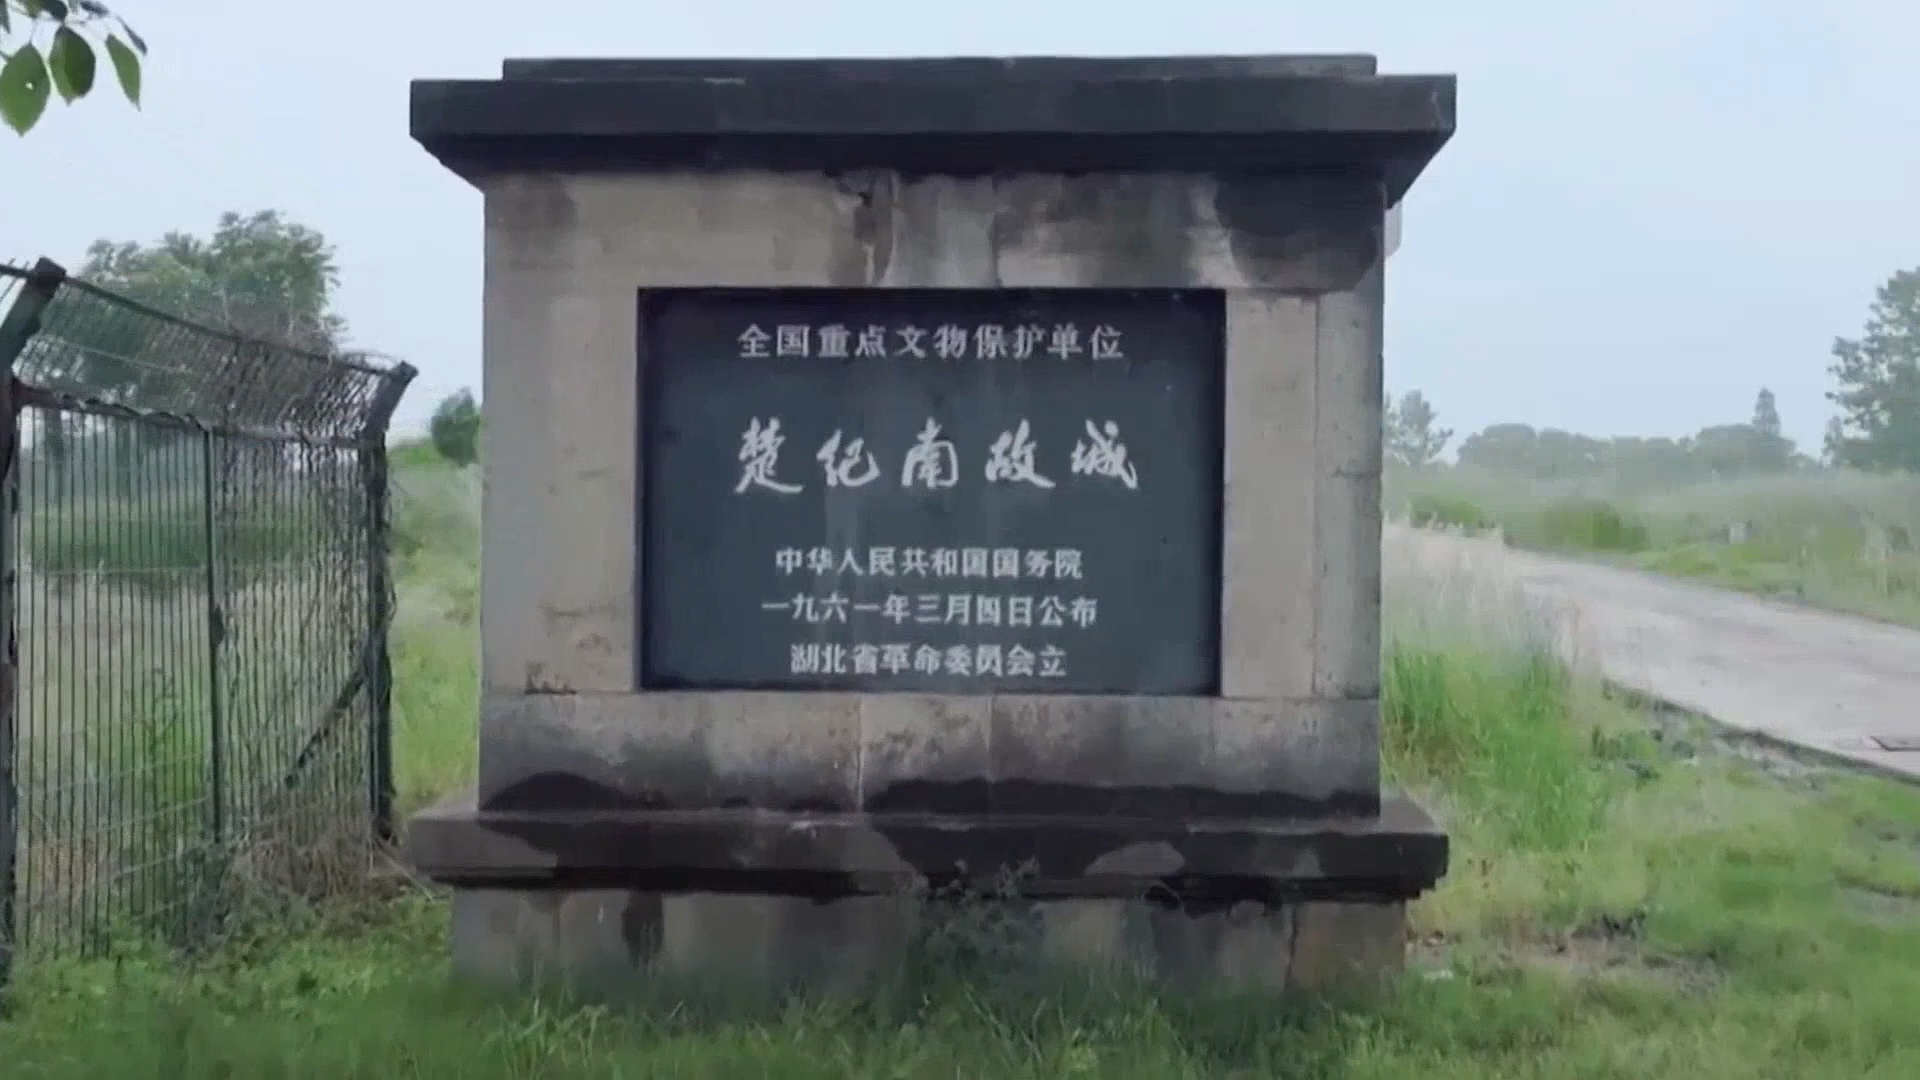 全国重点文物保护单位
楚纪南故城
中华人民共和国国务院
一九六一年三月四日公布
湖北省革命委员会立